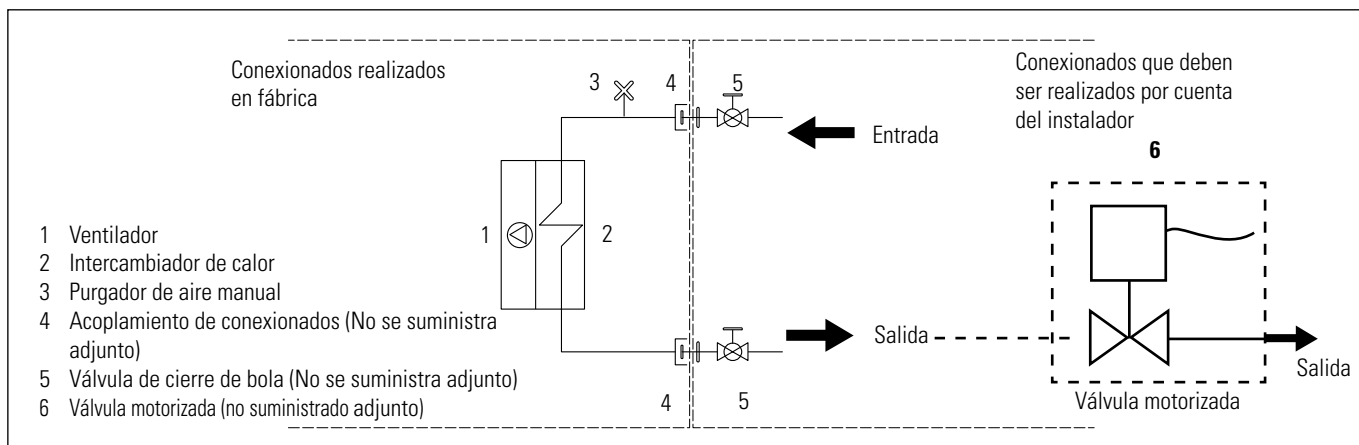 Conexionados realizados
en fábrica
3
4
5
Conexionados que deben
ser realizados por cuenta
del instalador
Entrada
6
1
2
1 Ventilador
2 Intercambiador de calor
3 Purgador de aire manual
4 Acoplamiento de conexionados (No se suministra
adjunto)
5 Válvula de cierre de bola (No se suministra adjunto)
6 Válvula motorizada (no suministrado adjunto)
Salida
4
5
Salida
Válvula motorizada